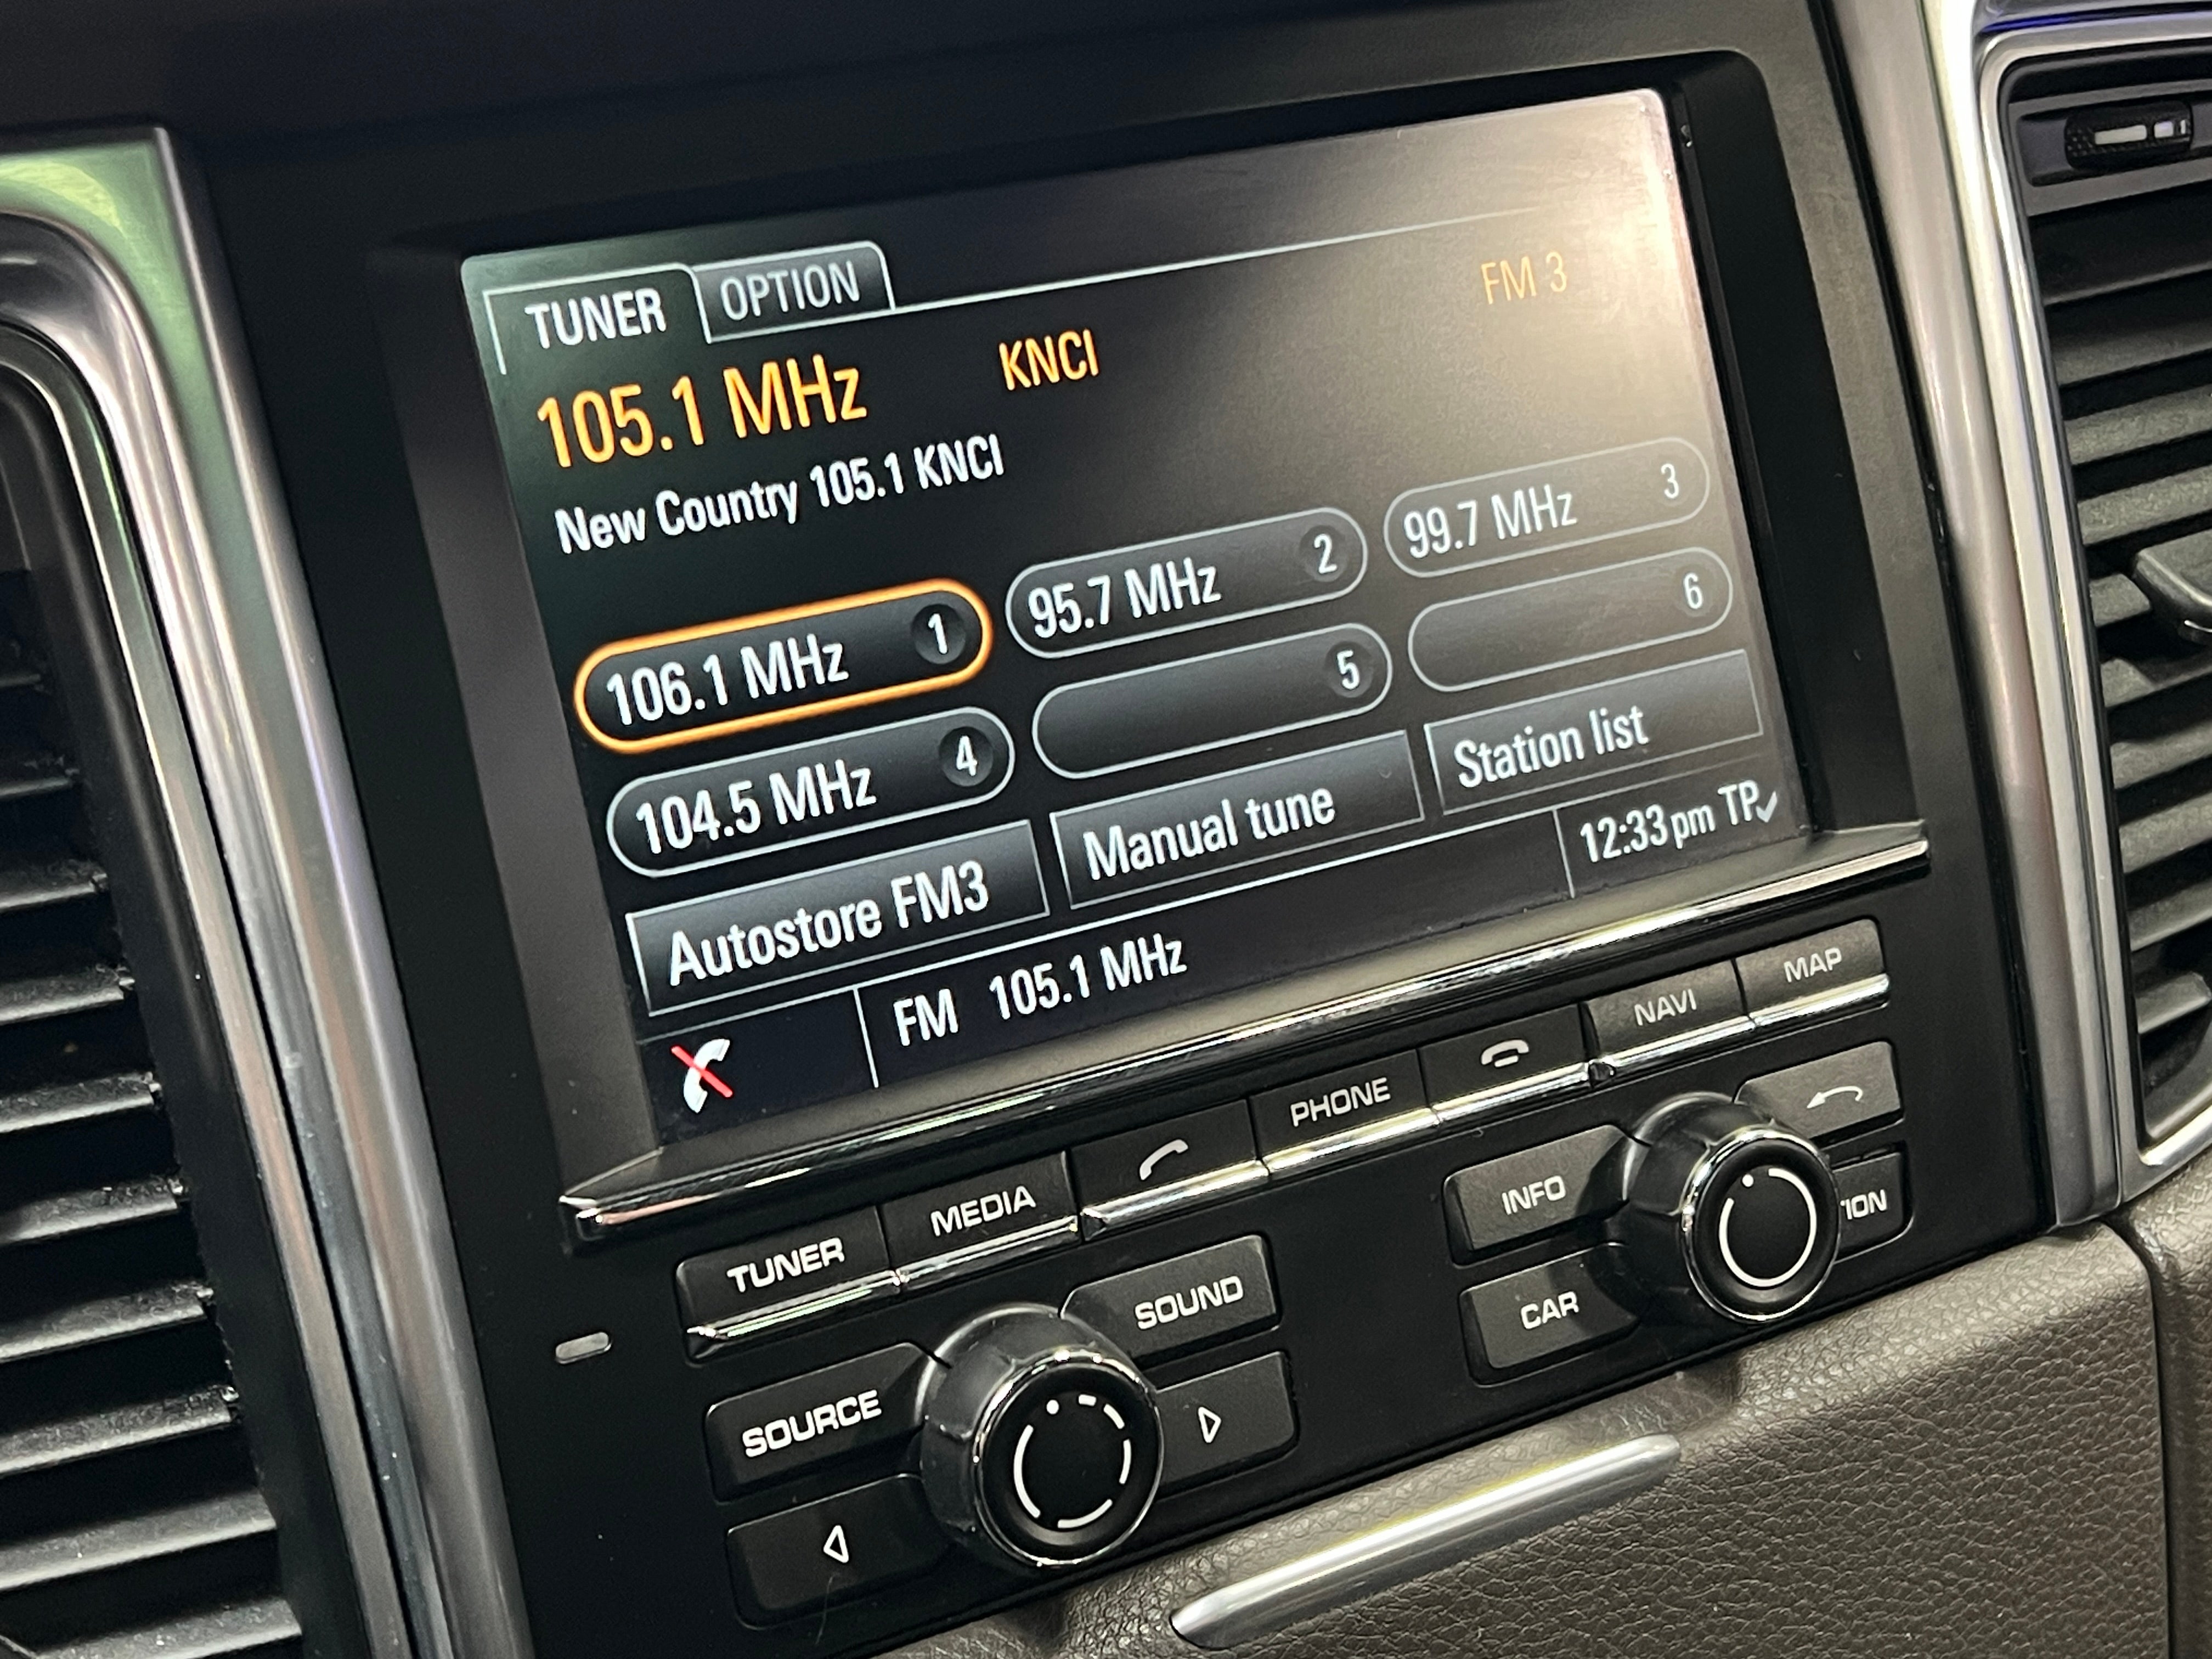 TUNER OPTION
FM 3
105.1 MHz KNCI
New Country 105.1 KNCI
106.1 MHz 1 95.7 MHz 2 99.7 MHz 3
104.5 MHz 4 5 6
Autostore FM3 Manual tune Station list
FM 105.1 MHz 12:33pm TP
TUNER MEDIA PHONE NAVI MAP
SOURCE SOUND INFO
CAR